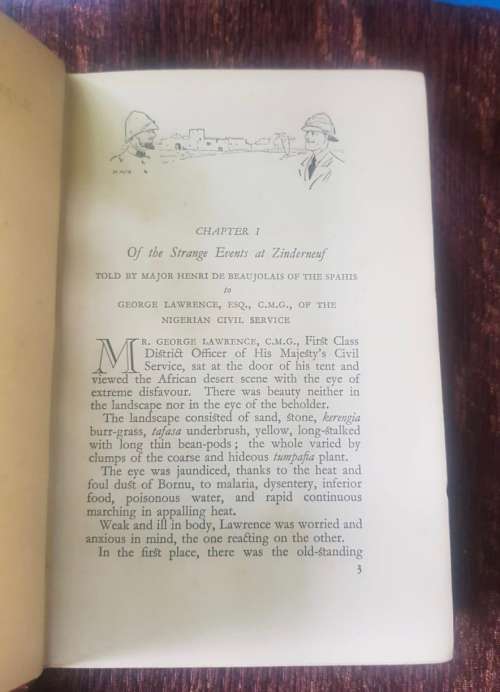 CHAPTER I
Of the Strange Events at Zinderneuf
TOLD BY MAJOR HENRI DE BEAUJOLAIS OF THE SPAHIS
to
GEORGE LAWRENCE, ESQ., C.M.G., OF THE
NIGERIAN CIVIL SERVICE
MR. GEORGE LAWRENCE, C.M.G., First Class
District Officer of His Majesty's Civil
Service, sat at the door of his tent and
viewed the African desert scene with the eye of
extreme disfavour. There was beauty neither in
the landscape nor in the eye of the beholder.
The landscape consisted of sand, stone, kerengia
burr-grass, tafasa underbrush, yellow, long-stalked
with long thin bean-pods; the whole varied by
clumps of the coarse and hideous tumpafia plant.
The eye was jaundiced, thanks to the heat and
foul dust of Bornu, to malaria, dysentery, inferior
food, poisonous water, and rapid continuous
marching in appalling heat.
Weak and ill in body, Lawrence was worried and
anxious in mind, the one reacting on the other.
In the first place, there was the old-standing
3